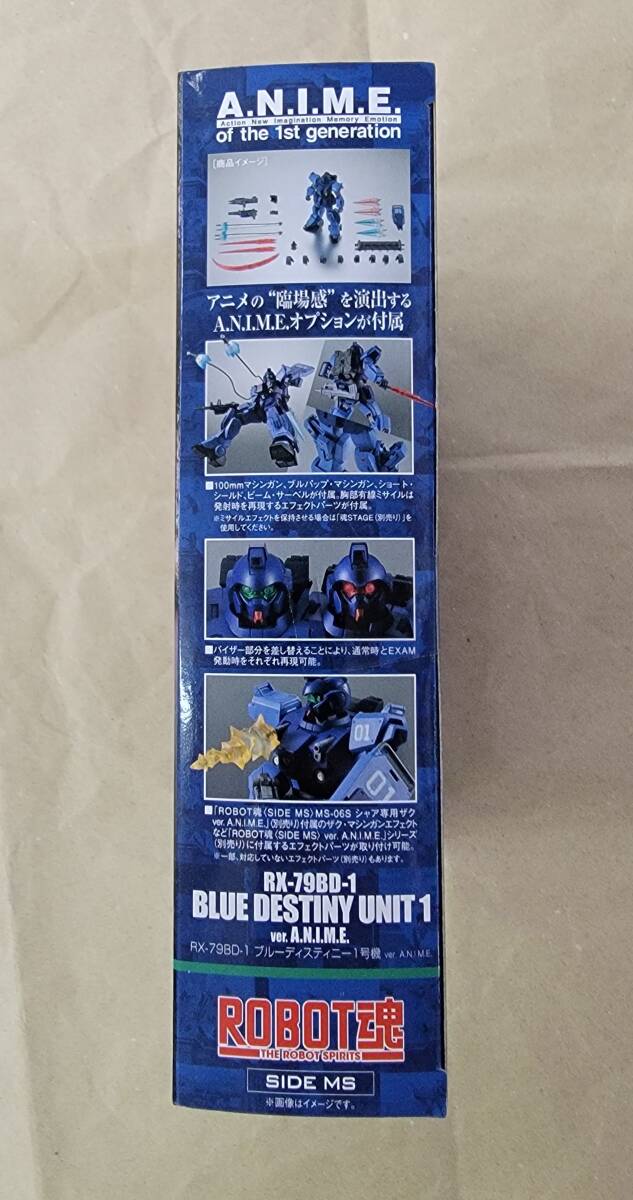 A.N.I.M.E.
Action New Imagination Memory Emotion
of the 1st generation
[商品イメージ]
アニメの“臨場感”を演出する
A.N.I.M.E.オプションが付属
■100mmマシンガン、ブルパップ・マシンガン、ショート・
シールド、ビーム・サーベルが付属。胸部有線ミサイルは
発射時を再現するエフェクトパーツが付属。
※ミサイルエフェクトを保持させる場合は「魂STAGE(別売り)」を
使用してください。
■バイザー部分を差し替えることにより、通常時とEXAM
発動時をそれぞれ再現可能。
01
01
■「ROBOT魂〈SIDE MS〉MS-06S シャア専用ザク
ver. A.N.I.M.E.」(別売り)付属のザク・マシンガンエフェクト
など「ROBOT魂〈SIDE MS〉 ver. A.N.I.M.E.」シリーズ
(別売り)に付属するエフェクトパーツが取り付け可能。
※一部、対応していないエフェクトパーツ(別売り)もあります。
RX-79BD-1
BLUE DESTINY UNIT 1
ver. A.N.I.M.E.
RX-79BD-1 ブルーディスティニー1号機 ver. A.N.I.M.E.
ROBOT魂
THE ROBOT SPIRITS
SIDE MS
※画像はイメージです。